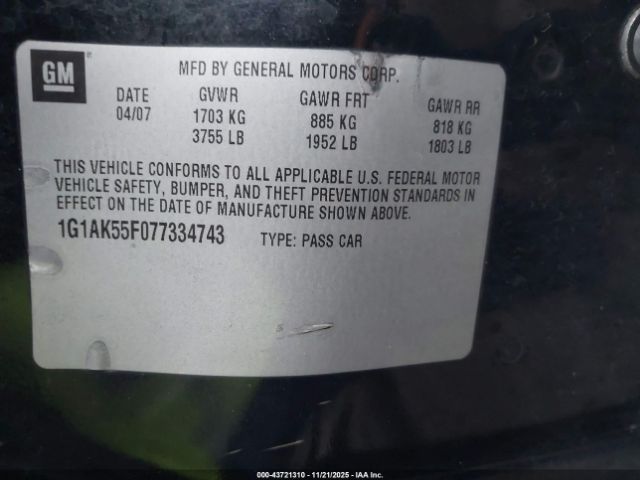 GM
MFD BY GENERAL MOTORS CORP.
DATE GVWR GAWR FRT GAWR RR
04/07 1703 KG 885 KG 818 KG
3755 LB 1952 LB 1803 LB
THIS VEHICLE CONFORMS TO ALL APPLICABLE U.S. FEDERAL MOTOR
VEHICLE SAFETY, BUMPER, AND THEFT PREVENTION STANDARDS IN
EFFECT ON THE DATE OF MANUFACTURE SHOWN ABOVE.
1G1AK55F077334743 TYPE: PASS CAR
000-43721310 - 11/21/2025 - IAA Inc.